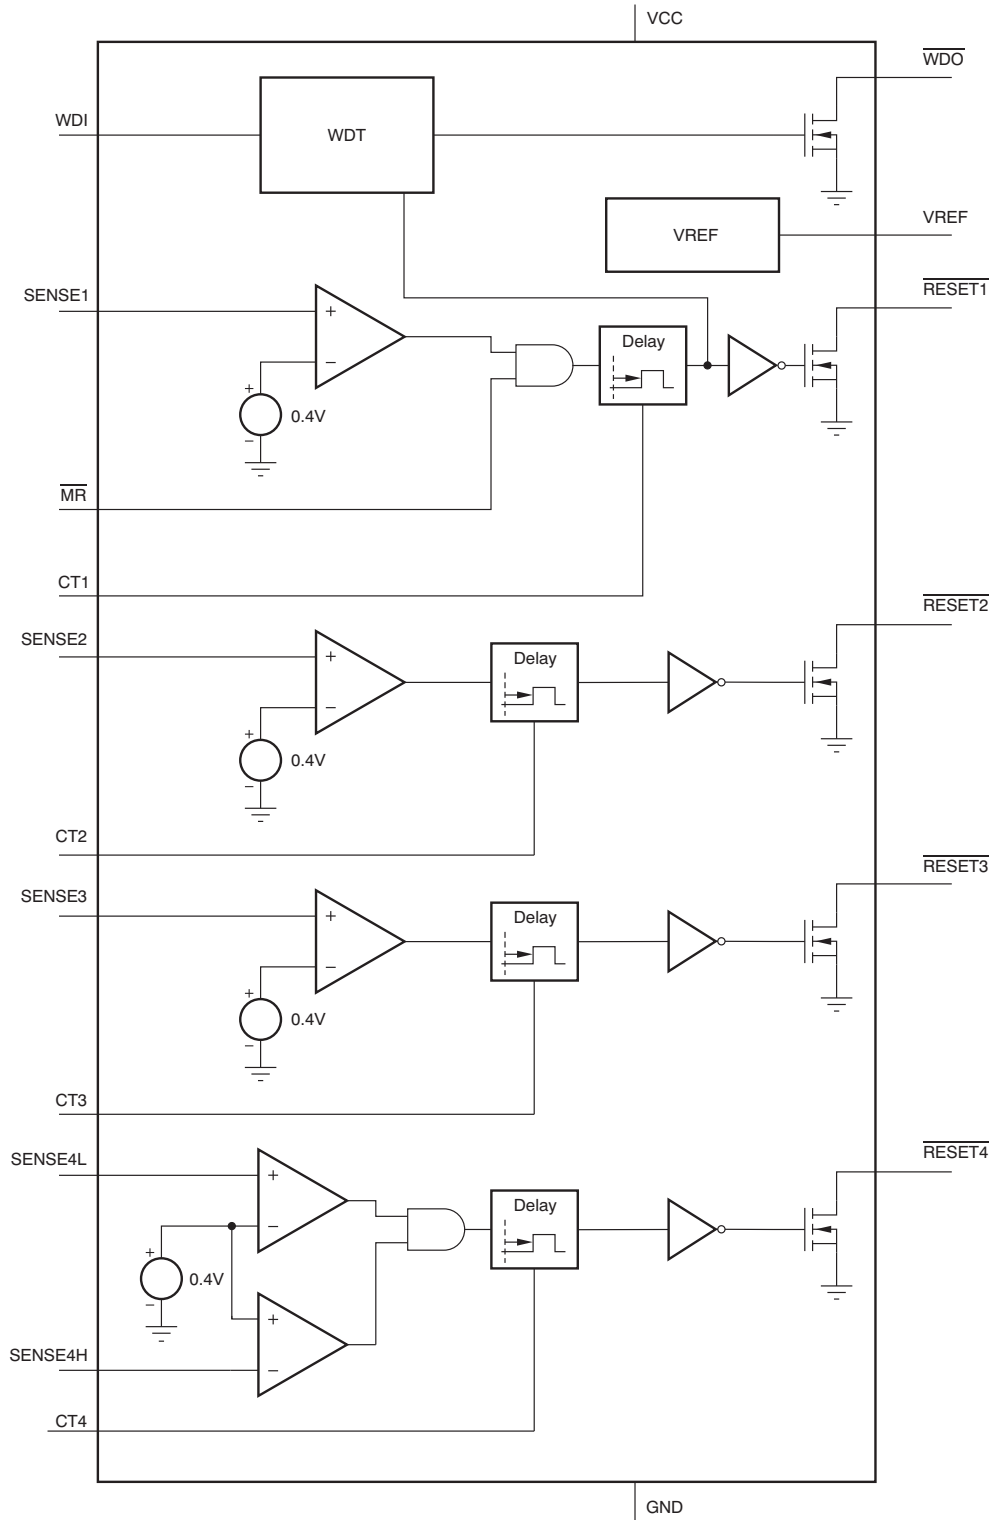 VCC
WDO
WDI
WDT
VREF
VREF
SENSE1
RESET1
+
Delay
−
+
0.4V
−
MR
CT1
RESET2
SENSE2
Delay
+
−
+
0.4V
−
CT2
RESET3
SENSE3
Delay
+
−
+
0.4V
−
CT3
RESET4
SENSE4L
+
Delay
−
+
0.4V
−
+
SENSE4H
−
CT4
GND